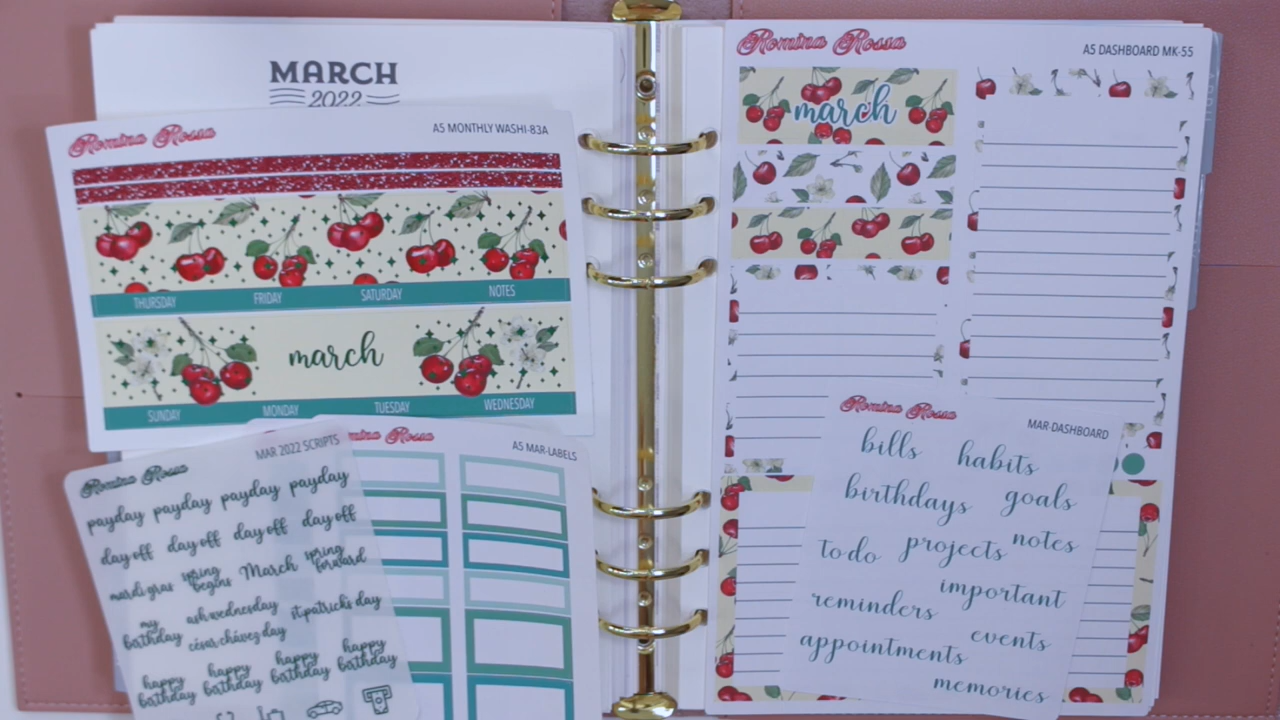 MARCH
2022
Romina Rossa
A5 MONTHLY WASHI-83A
THURSDAY FRIDAY SATURDAY NOTES
march
SUNDAY MONDAY TUESDAY WEDNESDAY
Romina Rossa
MAR 2022 SCRIPTS
payday payday payday payday
day off day off day off
mardi gras spring begins March spring forward
my birthday ash wednesday st.patrick's day
césar chávez day
happy birthday happy birthday happy birthday happy birthday
mina Rossa
A5 MAR-LABELS
Romina Rossa
A5 DASHBOARD MK-55
march
Romina Rossa
MAR-DASHBOARD
bills habits
birthdays goals
to do projects notes
important
reminders
events
appointments
memories